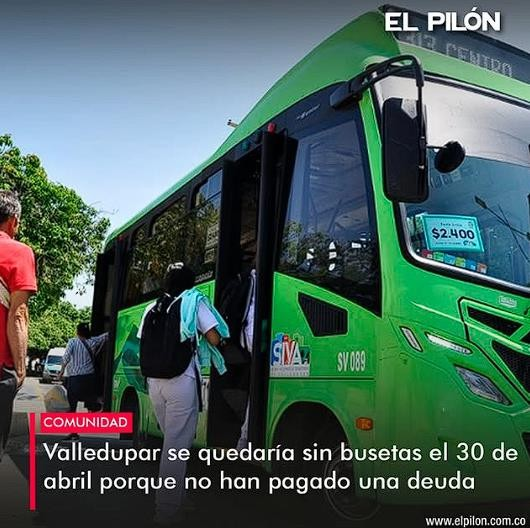 EL PILÓN
313 CENTRO
$2.400
SIVA
SV 089
COMUNIDAD
Valledupar se quedaría sin busetas el 30 de
abril porque no han pagado una deuda
www.elpilon.com.co